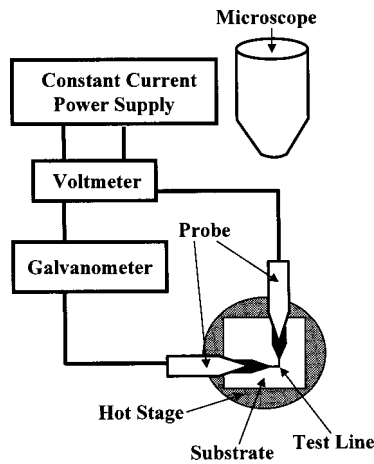 Microscope
Constant Current
Power Supply
Voltmeter
Probe
Galvanometer
Hot Stage
Substrate
Test Line